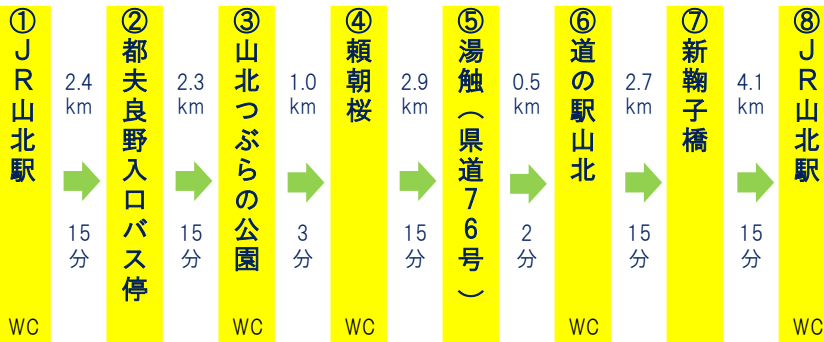 ①JR山北駅
WC
2.4
km
15
分
②都夫良野入口バス停
2.3
km
15
分
③山北つぶらの公園
WC
1.0
km
3
分
④頼朝桜
WC
2.9
km
15
分
⑤湯触（県道76号）
0.5
km
2
分
⑥道の駅山北
WC
2.7
km
15
分
⑦新鞠子橋
4.1
km
15
分
⑧JR山北駅
WC